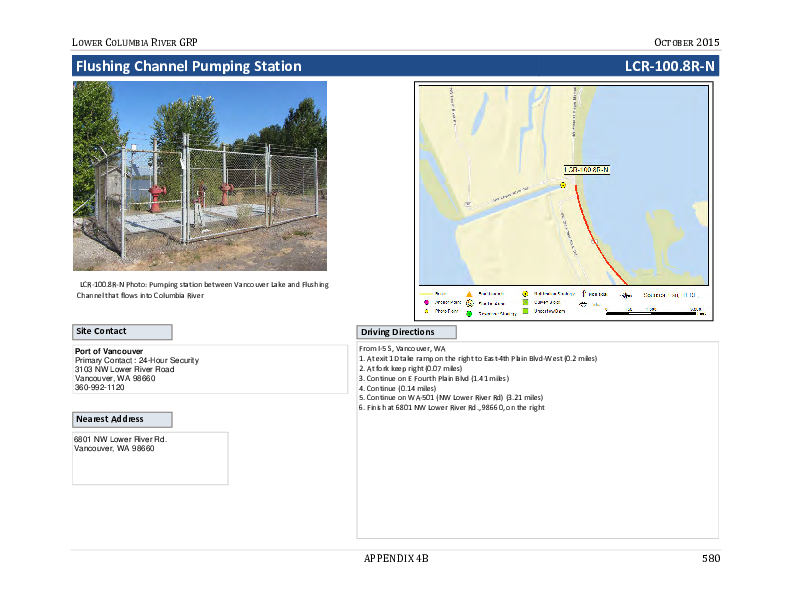 LOWER COLUMBIA RIVER GRP
OCTOBER 2015
Flushing Channel Pumping Station
LCR-100.8R-N
LCR-100.8R-N
LCR-100.8R-N Photo: Pumping station between Vancouver Lake and Flushing
Channel that flows into Columbia River
Site Contact
Port of Vancouver
Primary Contact : 24-Hour Security
3103 NW Lower River Road
Vancouver, WA 98660
360-992-1120
Nearest Address
6801 NW Lower River Rd.
Vancouver, WA 98660
Driving Directions
From I-5 S, Vancouver, WA
1. At exit 1D take ramp on the right to East 4th Plain Blvd-West (0.2 miles)
2. At fork keep right (0.07 miles)
3. Continue on E Fourth Plain Blvd (1.41 miles)
4. Continue (0.14 miles)
5. Continue on WA-501 (NW Lower River Rd) (3.21 miles)
6. Finish at 6801 NW Lower River Rd., 98660, on the right
APPENDIX 4B
580